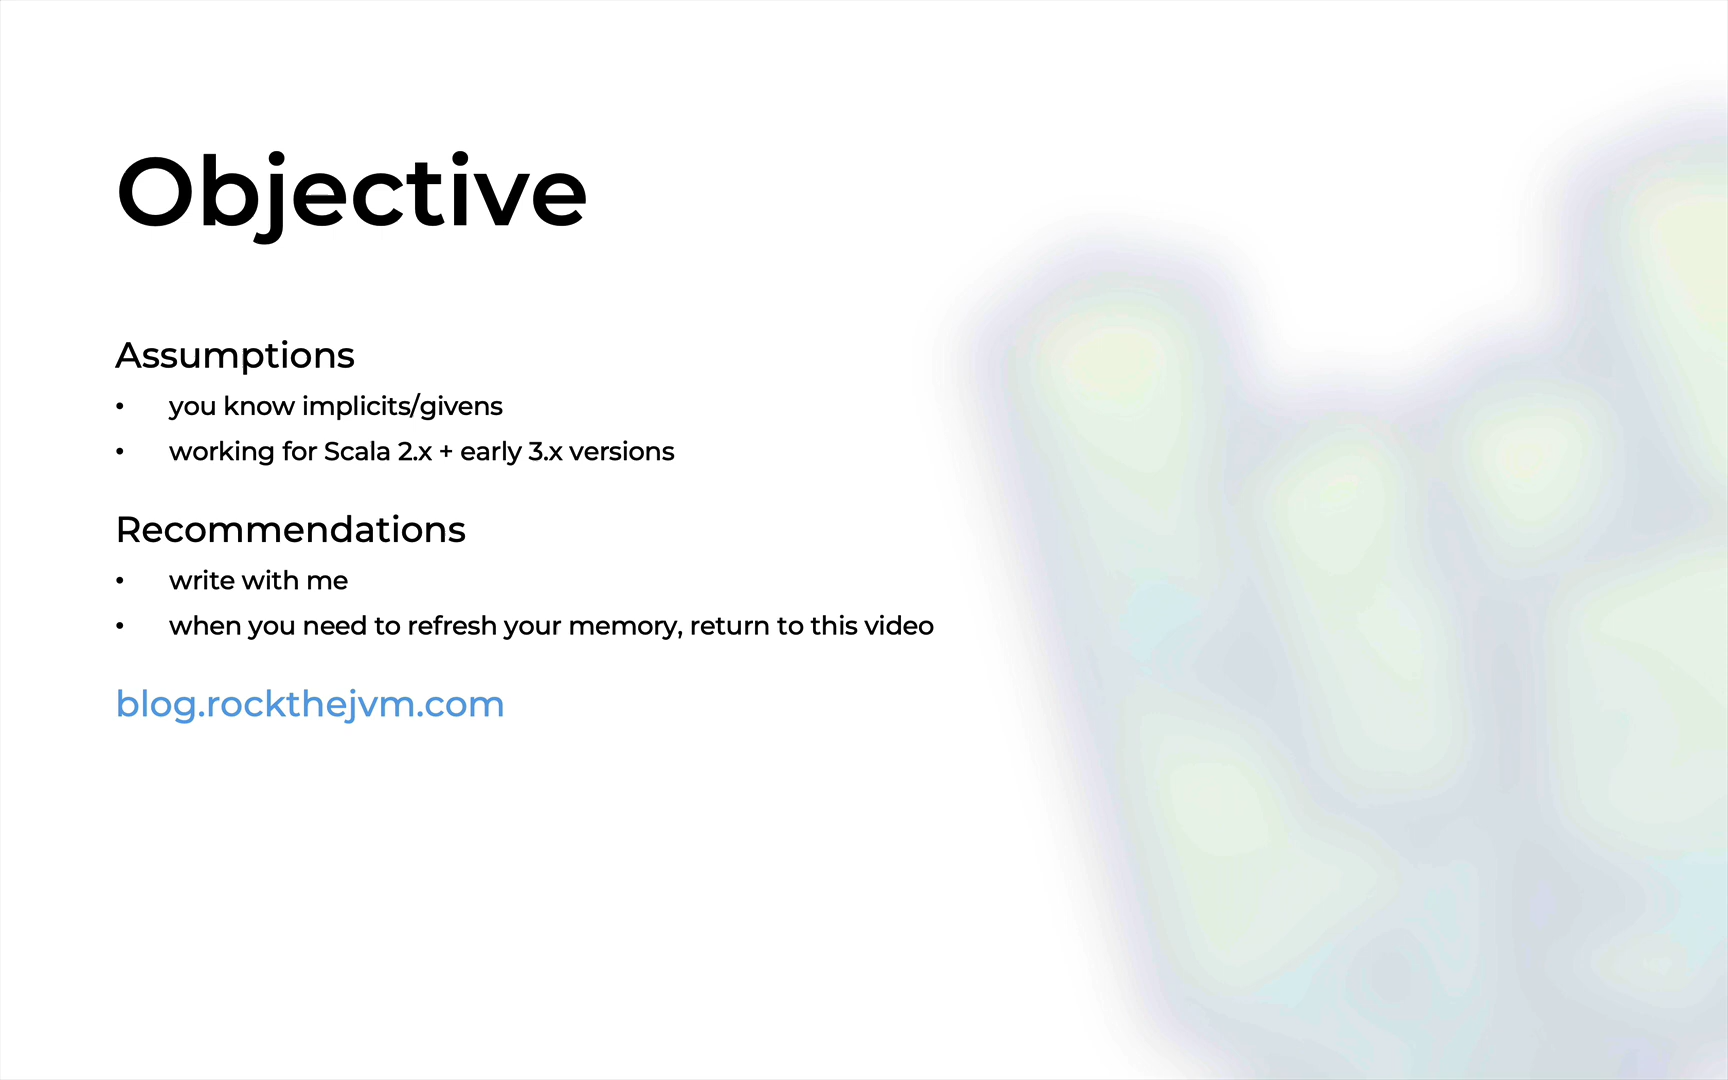 Objective
Assumptions
• you know implicits/givens
• working for Scala 2.x + early 3.x versions
Recommendations
• write with me
• when you need to refresh your memory, return to this video
blog.rockthejvm.com